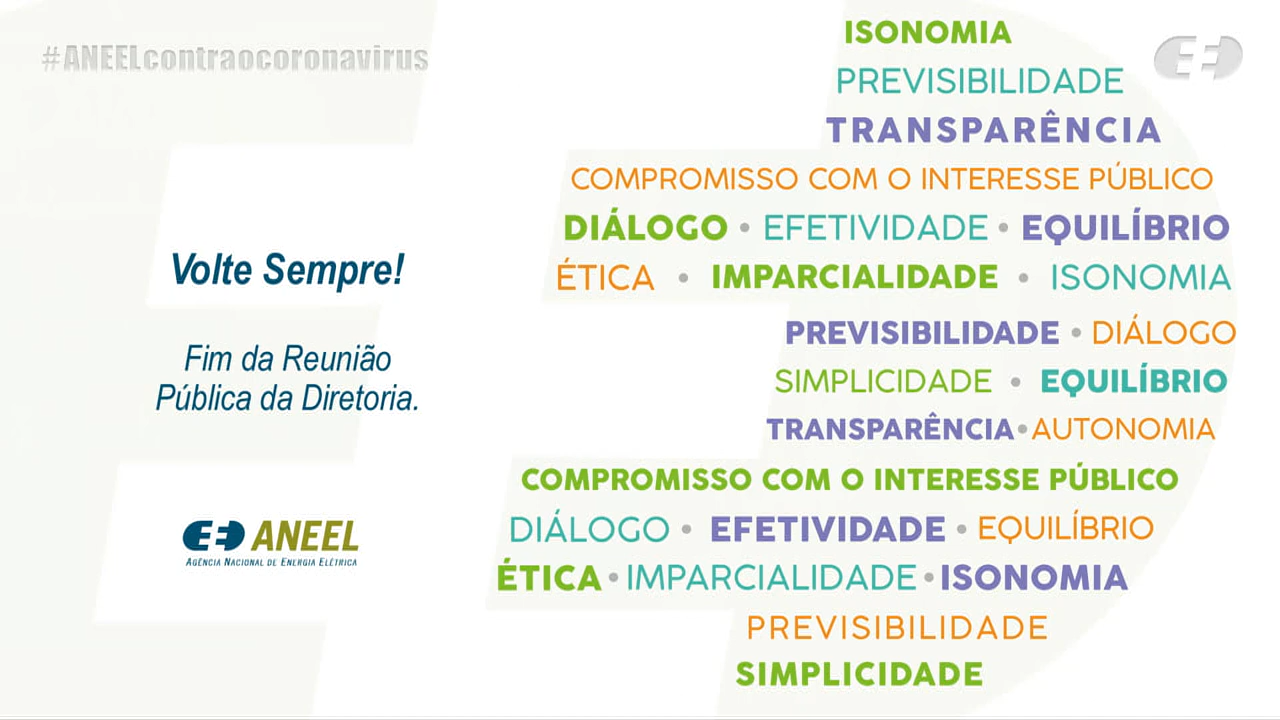 #ANEELcontraocoronavirus
Volte Sempre!
Fim da Reunião
Pública da Diretoria.
ANEEL
AGÊNCIA NACIONAL DE ENERGIA ELÉTRICA
ISONOMIA
PREVISIBILIDADE
TRANSPARÊNCIA
COMPROMISSO COM O INTERESSE PÚBLICO
DIÁLOGO • EFETIVIDADE • EQUILÍBRIO
ÉTICA • IMPARCIALIDADE • ISONOMIA
PREVISIBILIDADE • DIÁLOGO
SIMPLICIDADE • EQUILÍBRIO
TRANSPARÊNCIA • AUTONOMIA
COMPROMISSO COM O INTERESSE PÚBLICO
DIÁLOGO • EFETIVIDADE • EQUILÍBRIO
ÉTICA • IMPARCIALIDADE • ISONOMIA
PREVISIBILIDADE
SIMPLICIDADE